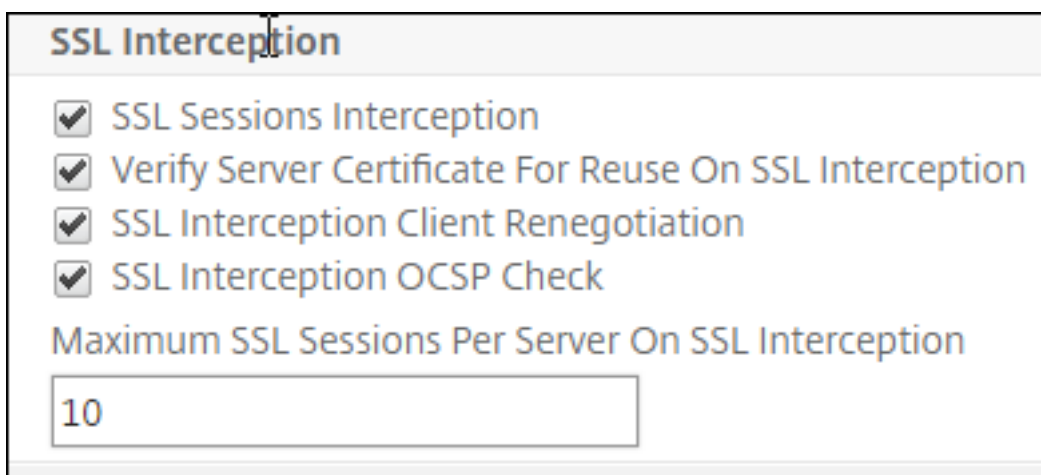 SSL Interception
SSL Sessions Interception
Verify Server Certificate For Reuse On SSL Interception
SSL Interception Client Renegotiation
SSL Interception OCSP Check
Maximum SSL Sessions Per Server On SSL Interception
10